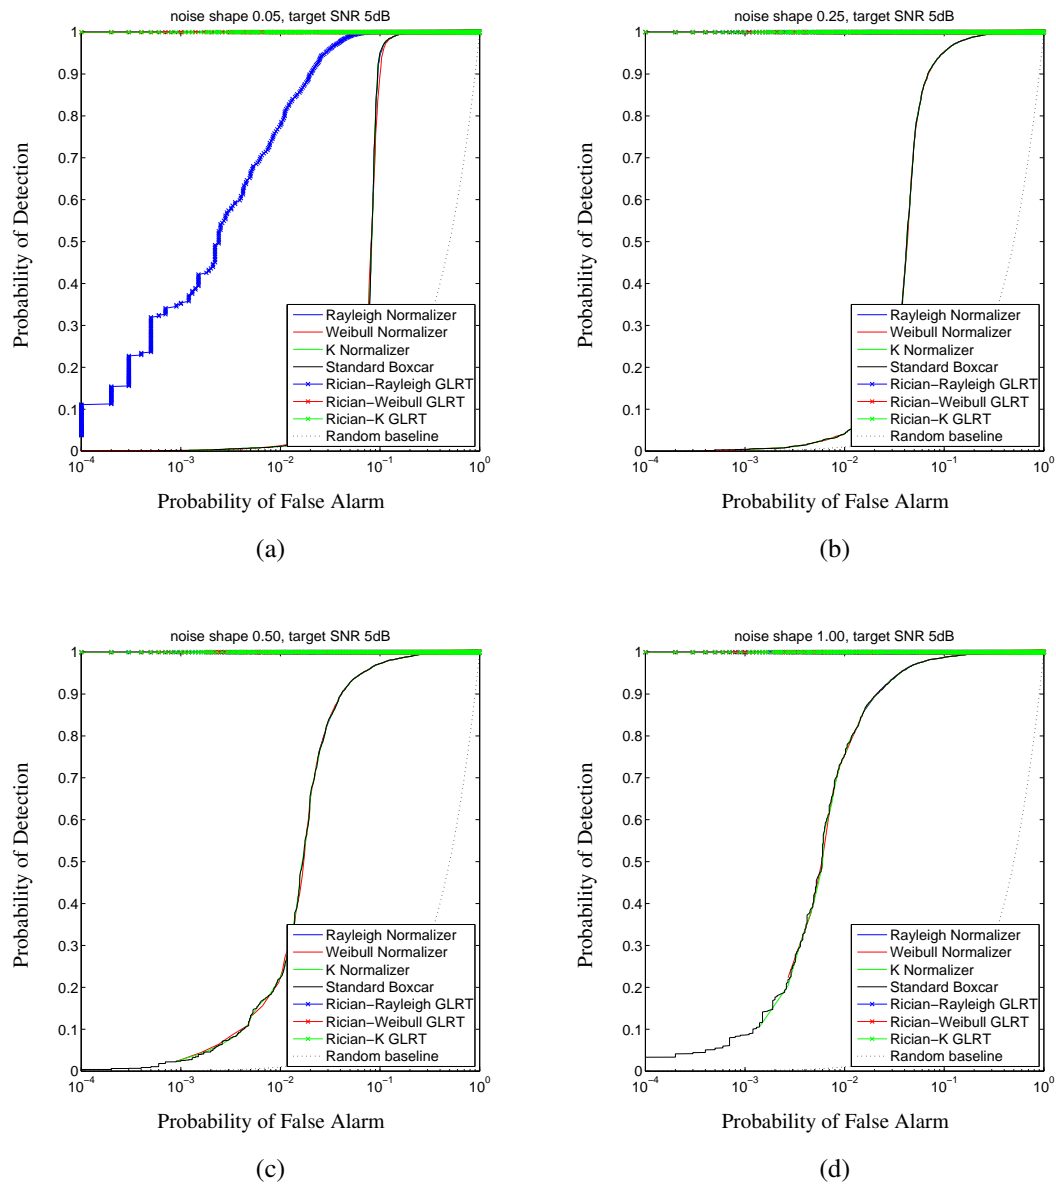 noise shape 0.05, target SNR 5dB
1
0.9
0.8
0.7
0.6
0.5
0.4
0.3
0.2
0.1
0
Probability of Detection
Rayleigh Normalizer
Weibull Normalizer
K Normalizer
Standard Boxcar
Rician−Rayleigh GLRT
Rician−Weibull GLRT
Rician−K GLRT
Random baseline
10⁻⁴ 10⁻³ 10⁻² 10⁻¹ 10⁰
Probability of False Alarm
(a)
noise shape 0.25, target SNR 5dB
1
0.9
0.8
0.7
0.6
0.5
0.4
0.3
0.2
0.1
0
Probability of Detection
Rayleigh Normalizer
Weibull Normalizer
K Normalizer
Standard Boxcar
Rician−Rayleigh GLRT
Rician−Weibull GLRT
Rician−K GLRT
Random baseline
10⁻⁴ 10⁻³ 10⁻² 10⁻¹ 10⁰
Probability of False Alarm
(b)
noise shape 0.50, target SNR 5dB
1
0.9
0.8
0.7
0.6
0.5
0.4
0.3
0.2
0.1
0
Probability of Detection
Rayleigh Normalizer
Weibull Normalizer
K Normalizer
Standard Boxcar
Rician−Rayleigh GLRT
Rician−Weibull GLRT
Rician−K GLRT
Random baseline
10⁻⁴ 10⁻³ 10⁻² 10⁻¹ 10⁰
Probability of False Alarm
(c)
noise shape 1.00, target SNR 5dB
1
0.9
0.8
0.7
0.6
0.5
0.4
0.3
0.2
0.1
0
Probability of Detection
Rayleigh Normalizer
Weibull Normalizer
K Normalizer
Standard Boxcar
Rician−Rayleigh GLRT
Rician−Weibull GLRT
Rician−K GLRT
Random baseline
10⁻⁴ 10⁻³ 10⁻² 10⁻¹ 10⁰
Probability of False Alarm
(d)